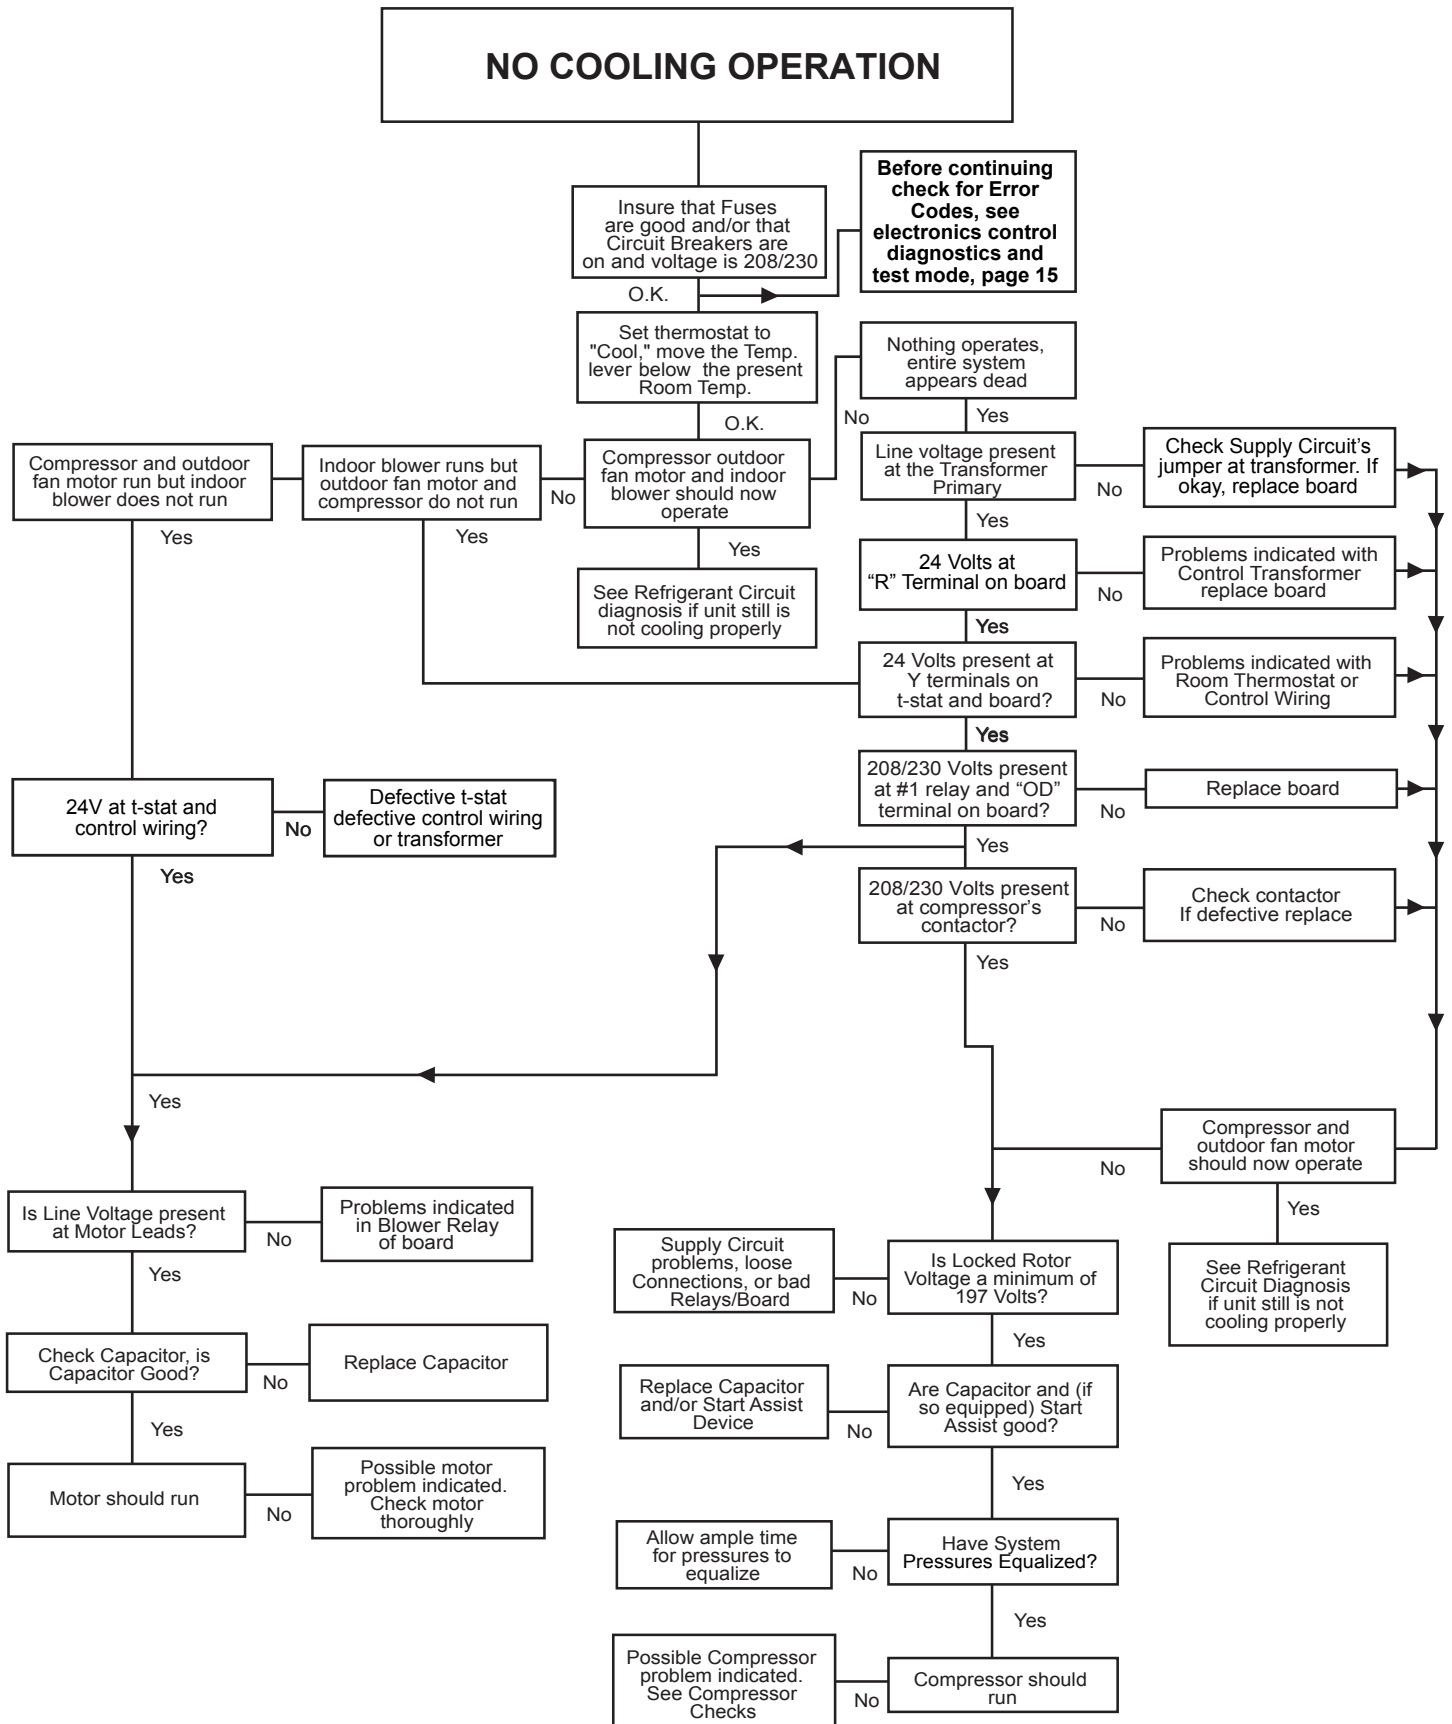 NO COOLING OPERATION
Before continuing
check for Error
Codes, see
electronics control
diagnostics and
test mode, page 15
Insure that Fuses
are good and/or that
Circuit Breakers are
on and voltage is 208/230
O.K.
Set thermostat to
"Cool," move the Temp.
lever below the present
Room Temp.
Nothing operates,
entire system
appears dead
No
Yes
O.K.
Compressor and outdoor
fan motor run but indoor
blower does not run
Yes
Indoor blower runs but
outdoor fan motor and
compressor do not run
Yes
No
Compressor outdoor
fan motor and indoor
blower should now
operate
Yes
Line voltage present
at the Transformer
Primary
No
Yes
Check Supply Circuit’s
jumper at transformer. If
okay, replace board
See Refrigerant Circuit
diagnosis if unit still is
not cooling properly
24 Volts at
“R” Terminal on board
No
Yes
Problems indicated with
Control Transformer
replace board
24 Volts present at
Y terminals on
t-stat and board?
No
Yes
Problems indicated with
Room Thermostat or
Control Wiring
208/230 Volts present
at #1 relay and “OD”
terminal on board?
No
Yes
Replace board
24V at t-stat and
control wiring?
No
Yes
Defective t-stat
defective control wiring
or transformer
208/230 Volts present
at compressor’s
contactor?
No
Yes
Check contactor
If defective replace
Yes
Compressor and
outdoor fan motor
should now operate
No
Yes
Is Line Voltage present
at Motor Leads?
No
Yes
Problems indicated
in Blower Relay
of board
Supply Circuit
problems, loose
Connections, or bad
Relays/Board
No
Is Locked Rotor
Voltage a minimum of
197 Volts?
Yes
See Refrigerant
Circuit Diagnosis
if unit still is not
cooling properly
Check Capacitor, is
Capacitor Good?
No
Yes
Replace Capacitor
Replace Capacitor
and/or Start Assist
Device
No
Are Capacitor and (if
so equipped) Start
Assist good?
Yes
Motor should run
No
Possible motor
problem indicated.
Check motor
thoroughly
Allow ample time
for pressures to
equalize
No
Have System
Pressures Equalized?
Yes
Possible Compressor
problem indicated.
See Compressor
Checks
No
Compressor should
run